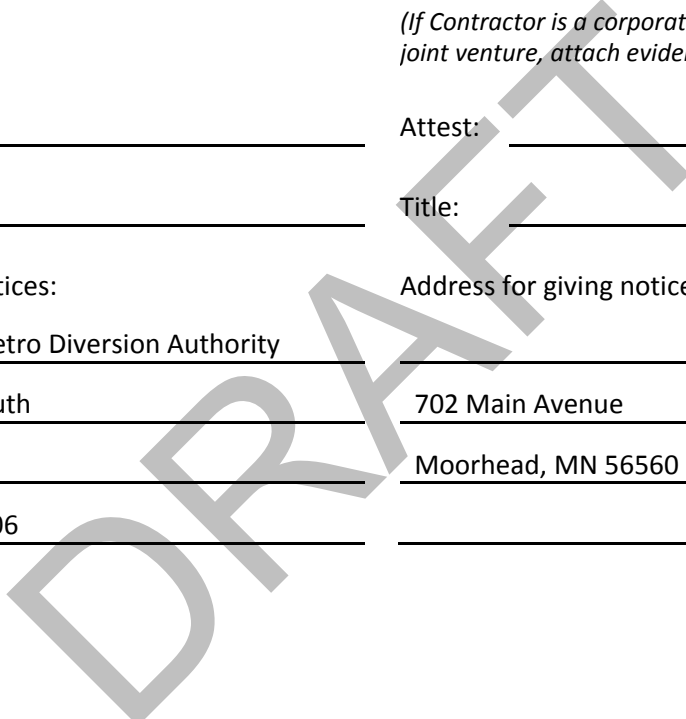 (If Contractor is a corporat
joint venture, attach evide
Attest:
Title:
tices:
Address for giving notice
etro Diversion Authority
uth
702 Main Avenue
Moorhead, MN 56560
06
DRAFT